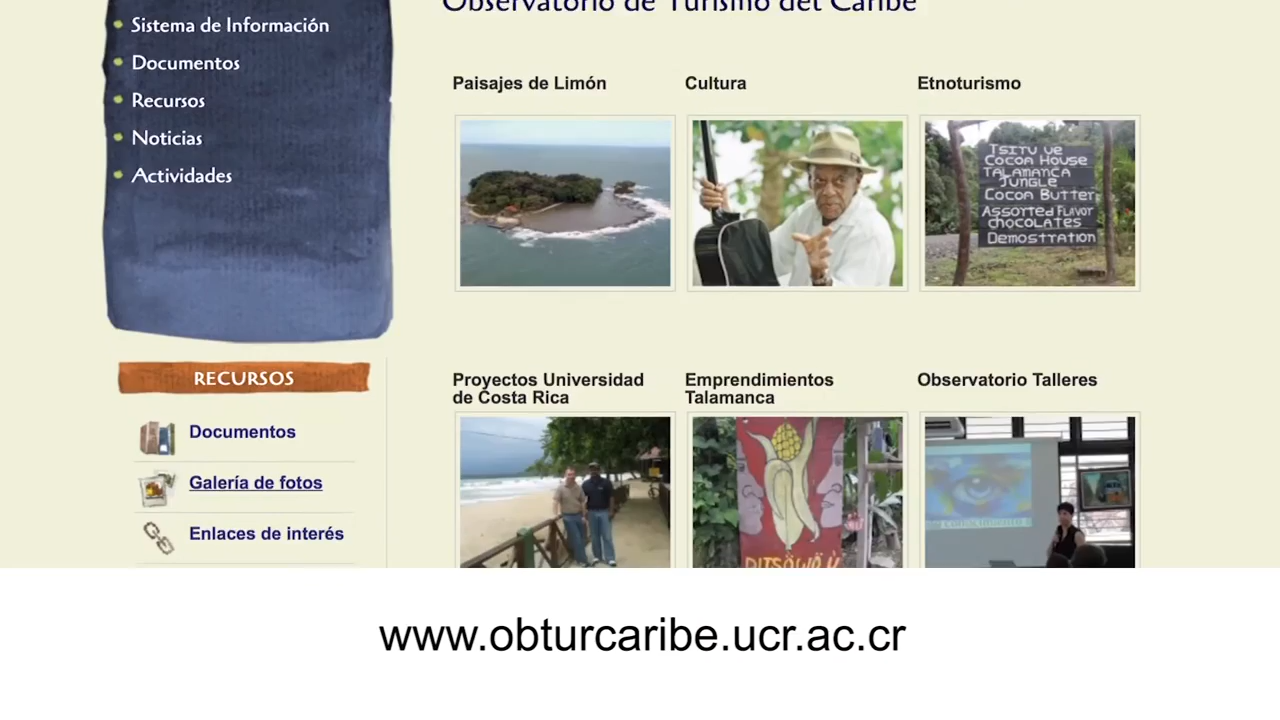 Observatorio de Turismo del Caribe
Sistema de Información
Documentos
Recursos
Noticias
Actividades
Paisajes de Limón
Cultura
Etnoturismo
TSITU UE
COCOA HOUSE
TALAMANCA
JUNGLE
COCOA BUTTER
ASSORTED FLAVOR
CHOCOLATES
DEMOSTRATION
RECURSOS
Documentos
Galería de fotos
Enlaces de interés
Proyectos Universidad
de Costa Rica
Emprendimientos
Talamanca
Observatorio Talleres
www.obturcaribe.ucr.ac.cr